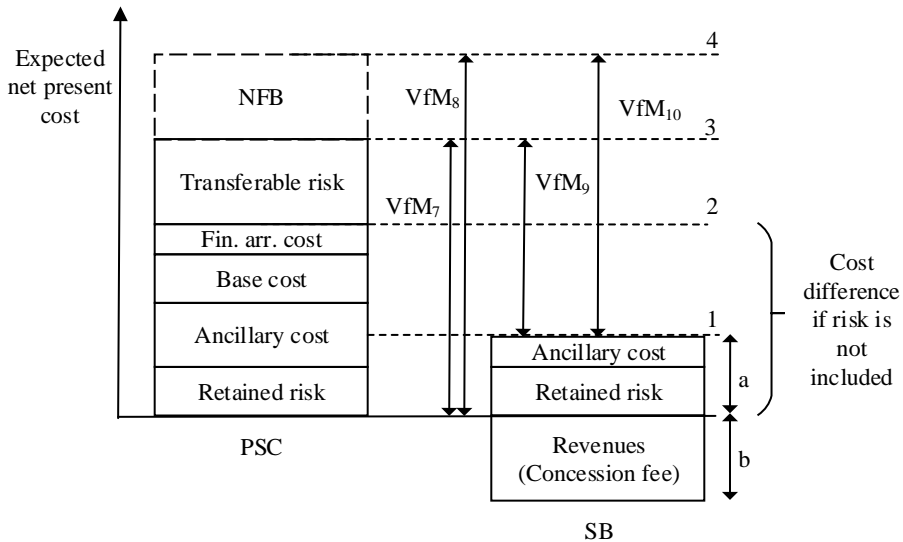 Expected
net present
cost
NFB
Transferable risk
Fin. arr. cost
Base cost
Ancillary cost
Retained risk
PSC
VfM8
VfM7
VfM10
VfM9
4
3
2
1
Ancillary cost
Retained risk
Revenues
(Concession fee)
SB
a
b
Cost
difference
if risk is
not
included